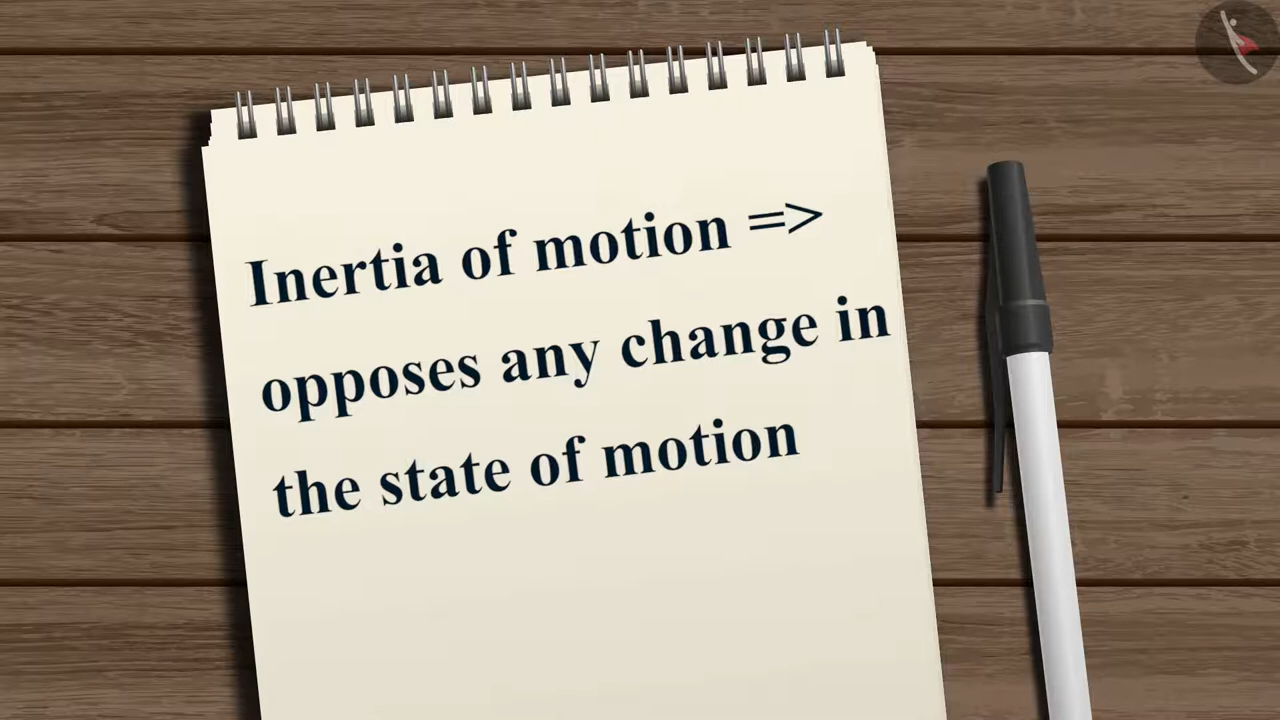 Inertia of motion =>
opposes any change in
the state of motion